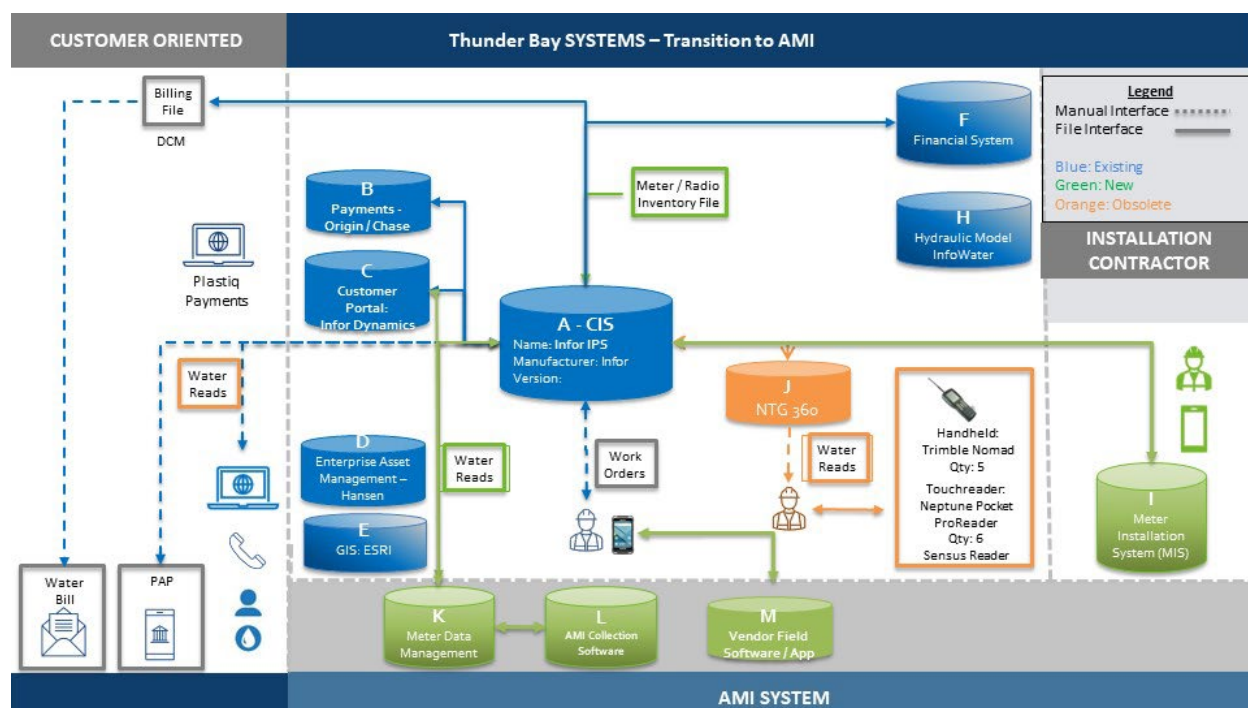 CUSTOMER ORIENTED
Thunder Bay SYSTEMS – Transition to AMI
Billing
File
DCM
F
Financial System
Legend
Manual Interface
File Interface
Blue: Existing
Green: New
Orange: Obsolete
B
Payments -
Origin / Chase
Meter / Radio
Inventory File
H
Hydraulic Model
InfoWater
INSTALLATION
CONTRACTOR
Plastiq
Payments
C
Customer
Portal:
Infor Dynamics
A - CIS
Name: Infor IPS
Manufacturer: Infor
Version:
Water
Reads
J
NTG 360
Handheld:
Trimble Nomad
Qty: 5
Touchreader:
Neptune Pocket
ProReader
Qty: 6
Sensus Reader
D
Enterprise Asset
Management –
Hansen
Water
Reads
Work
Orders
Water
Reads
I
Meter
Installation
System (MIS)
E
GIS: ESRI
Water
Bill
PAP
K
Meter Data
Management
L
AMI Collection
Software
M
Vendor Field
Software / App
AMI SYSTEM